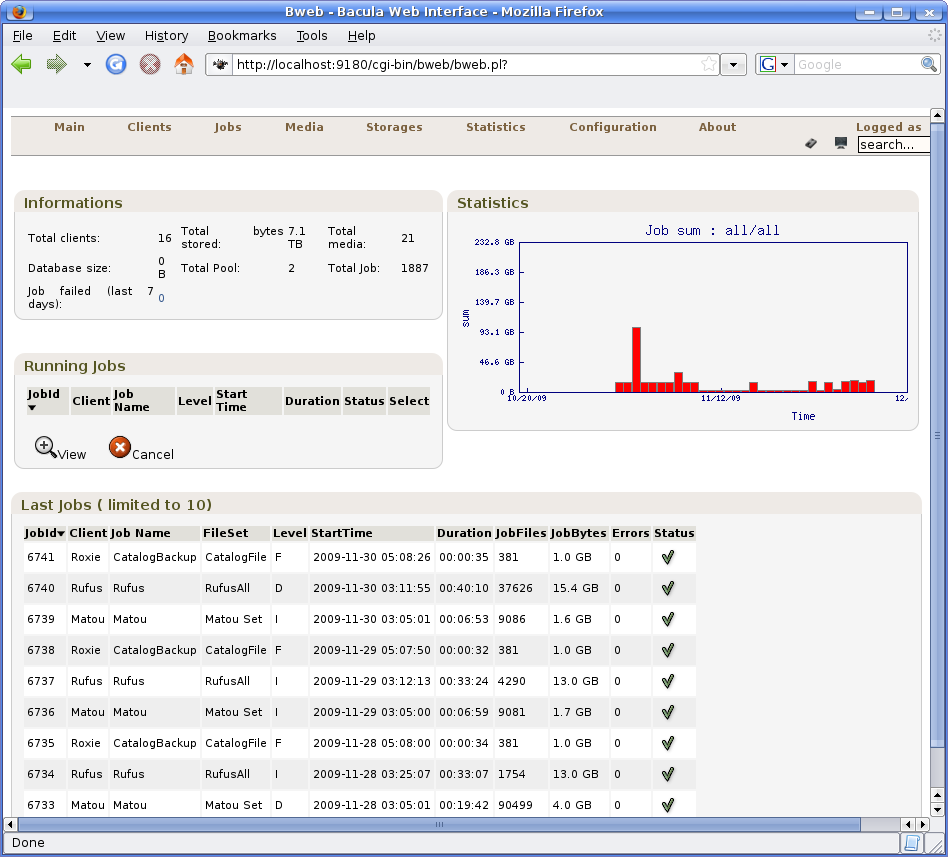 Bweb - Bacula Web Interface - Mozilla Firefox
File Edit View History Bookmarks Tools Help
http://localhost:9180/cgi-bin/bweb/bweb.pl?
G Google
Main Clients Jobs Media Storages Statistics Configuration About Logged as
search...
Informations
Total clients: 16 Total bytes stored: 7.1 TB Total media: 21
Database size: 0 B Total Pool: 2 Total Job: 1887
Job failed (last 7 days): 0
Statistics
Job sum : all/all
232.8 GB
186.3 GB
139.7 GB
93.1 GB
46.6 GB
0 B
sum
10/20/09 11/12/09 12/
Time
Running Jobs
JobId Client Job Name Level Start Time Duration Status Select
View Cancel
Last Jobs ( limited to 10)
JobId Client Job Name FileSet Level StartTime Duration JobFiles JobBytes Errors Status
6741 Roxie CatalogBackup CatalogFile F 2009-11-30 05:08:26 00:00:35 381 1.0 GB 0
6740 Rufus Rufus RufusAll D 2009-11-30 03:11:55 00:40:10 37626 15.4 GB 0
6739 Matou Matou Matou Set I 2009-11-30 03:05:01 00:06:53 9086 1.6 GB 0
6738 Roxie CatalogBackup CatalogFile F 2009-11-29 05:07:50 00:00:32 381 1.0 GB 0
6737 Rufus Rufus RufusAll I 2009-11-29 03:12:13 00:33:24 4290 13.0 GB 0
6736 Matou Matou Matou Set I 2009-11-29 03:05:00 00:06:59 9081 1.7 GB 0
6735 Roxie CatalogBackup CatalogFile F 2009-11-28 05:08:00 00:00:34 381 1.0 GB 0
6734 Rufus Rufus RufusAll I 2009-11-28 03:25:07 00:33:07 1754 13.0 GB 0
6733 Matou Matou Matou Set D 2009-11-28 03:05:01 00:19:42 90499 4.0 GB 0
Done